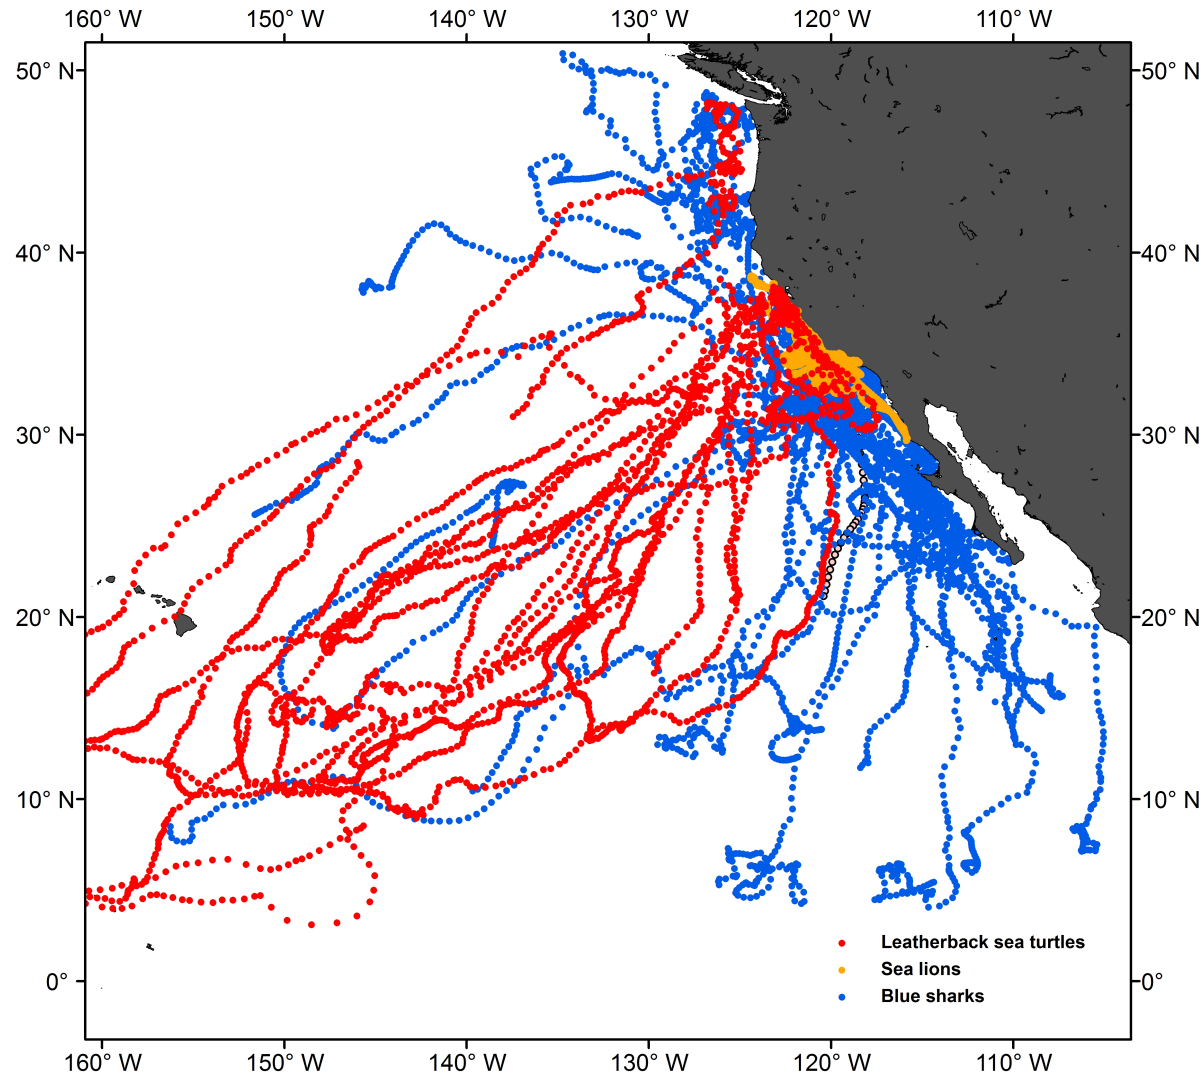 160° W 150° W 140° W 130° W 120° W 110° W
50° N 50° N
40° N 40° N
30° N 30° N
20° N 20° N
10° N 10° N
Leatherback sea turtles
Sea lions
0° 0°
Blue sharks
160° W 150° W 140° W 130° W 120° W 110° W